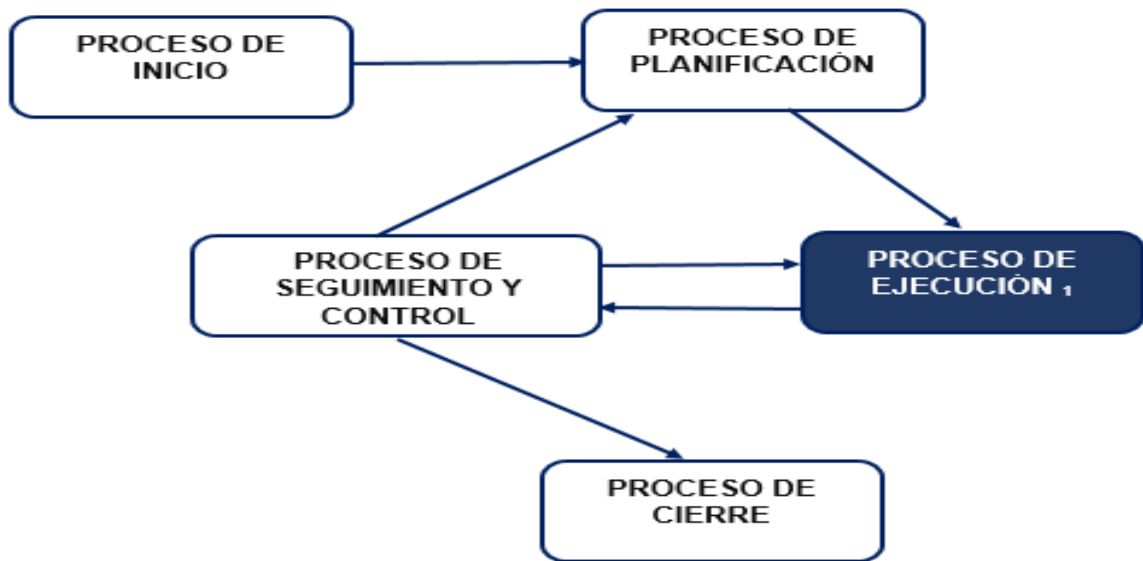 PROCESO DE
INICIO
PROCESO DE
PLANIFICACIÓN
PROCESO DE
SEGUIMIENTO Y
CONTROL
PROCESO DE
EJECUCIÓN ₁
PROCESO DE
CIERRE